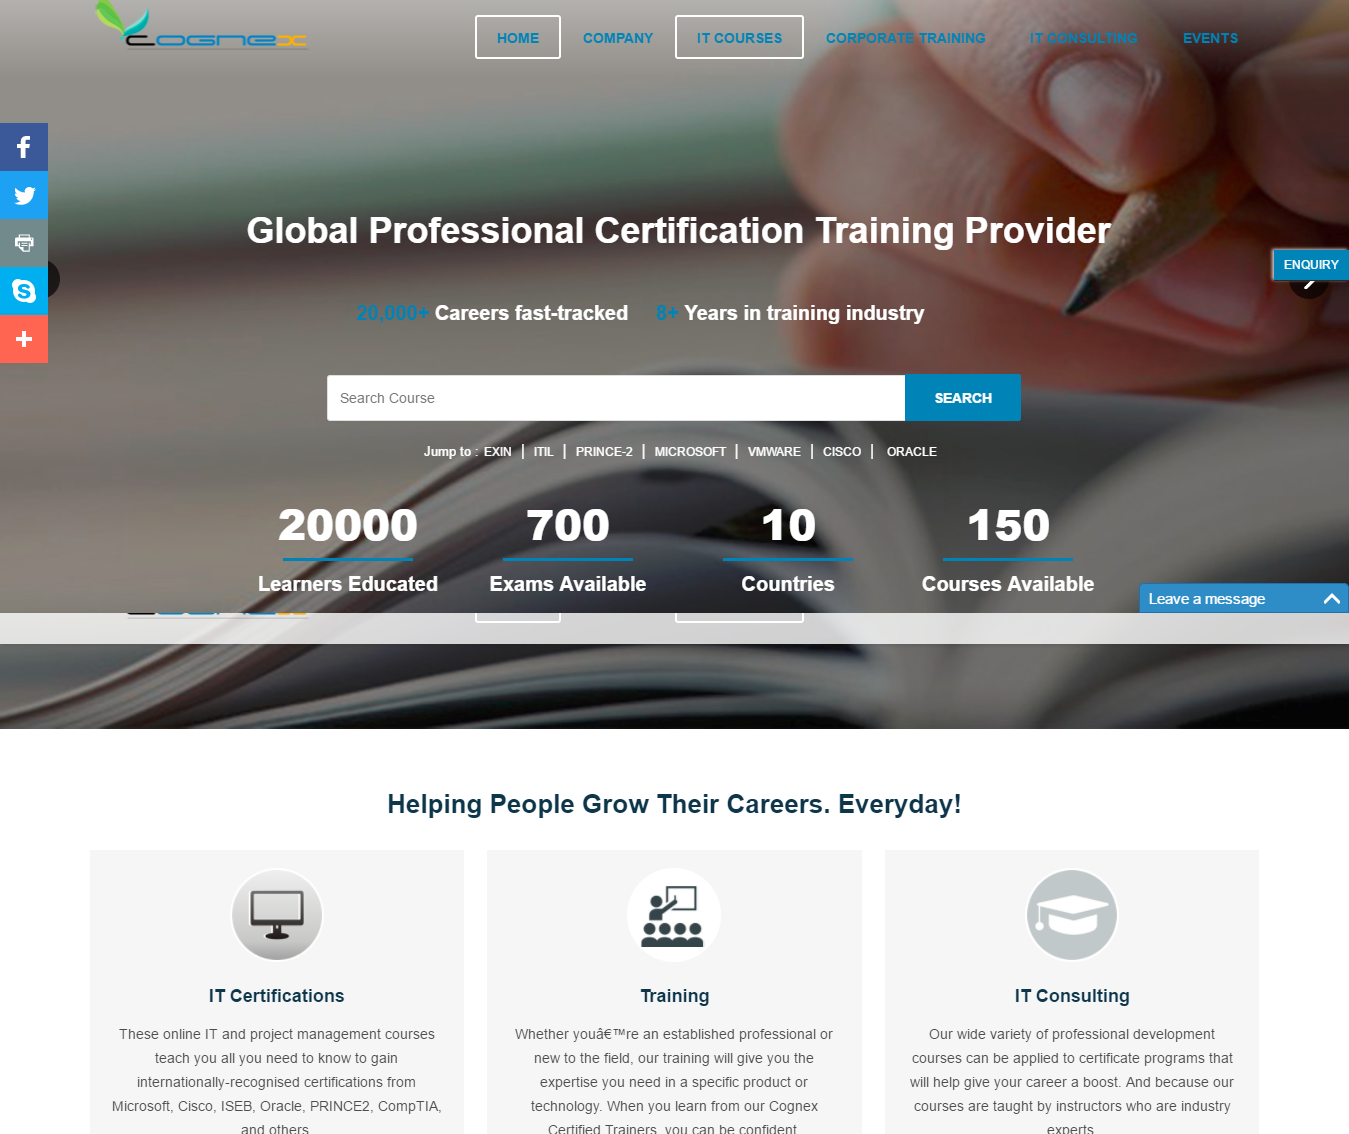 COGNEX
HOME COMPANY IT COURSES CORPORATE TRAINING IT CONSULTING EVENTS
Global Professional Certification Training Provider
ENQUIRY
20,000+ Careers fast-tracked 8+ Years in training industry
Search Course SEARCH
Jump to : EXIN | ITIL | PRINCE-2 | MICROSOFT | VMWARE | CISCO | ORACLE
20000 700 10 150
Learners Educated Exams Available Countries Courses Available
Leave a message
Helping People Grow Their Careers. Everyday!
IT Certifications
These online IT and project management courses
teach you all you need to know to gain
internationally-recognised certifications from
Microsoft, Cisco, ISEB, Oracle, PRINCE2, CompTIA,
and others
Training
Whether youâ€™re an established professional or
new to the field, our training will give you the
expertise you need in a specific product or
technology. When you learn from our Cognex
Certified Trainers, you can be confident
IT Consulting
Our wide variety of professional development
courses can be applied to certificate programs that
will help give your career a boost. And because our
courses are taught by instructors who are industry
experts